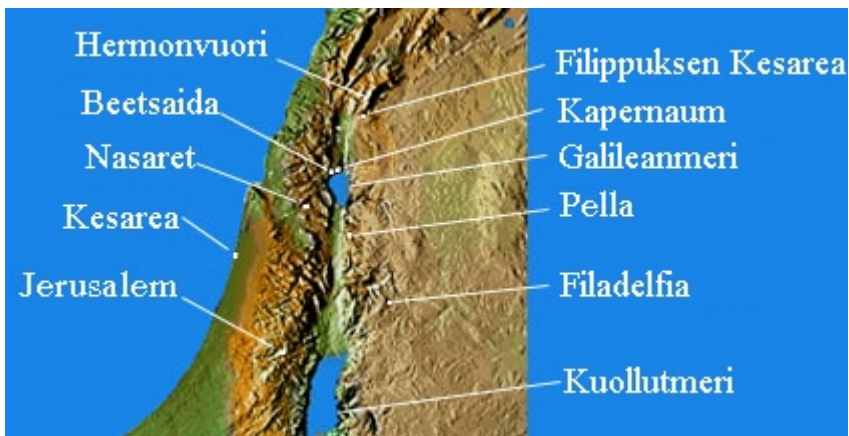 Hermonvuori
Beetsaida
Nasaret
Kesarea
Jerusalem
Filippuksen Kesarea
Kapernaum
Galileanmeri
Pella
Filadelfia
Kuollutmeri